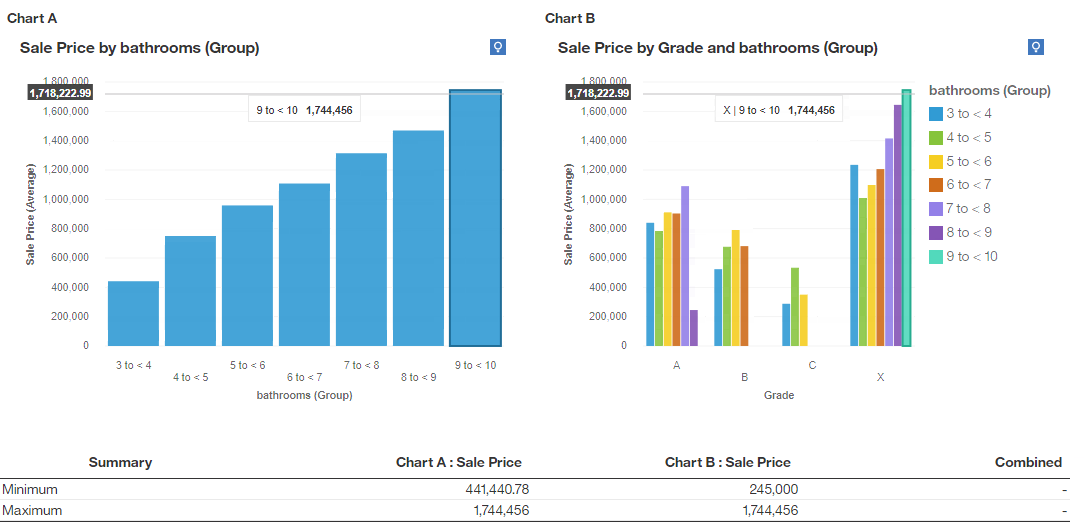 Chart A
Sale Price by bathrooms (Group)
1,800,000
1,718,222.99
1,600,000
1,400,000
1,200,000
1,000,000
800,000
600,000
400,000
200,000
0
Sale Price (Average)
9 to < 10 1,744,456
3 to < 4
4 to < 5
5 to < 6
6 to < 7
7 to < 8
8 to < 9
9 to < 10
bathrooms (Group)
Chart B
Sale Price by Grade and bathrooms (Group)
1,800,000
1,718,222.99
1,600,000
1,400,000
1,200,000
1,000,000
800,000
600,000
400,000
200,000
0
Sale Price (Average)
X | 9 to < 10 1,744,456
A
B
C
X
Grade
bathrooms (Group)
3 to < 4
4 to < 5
5 to < 6
6 to < 7
7 to < 8
8 to < 9
9 to < 10
Summary Chart A : Sale Price Chart B : Sale Price Combined
Minimum 441,440.78 245,000 -
Maximum 1,744,456 1,744,456 -